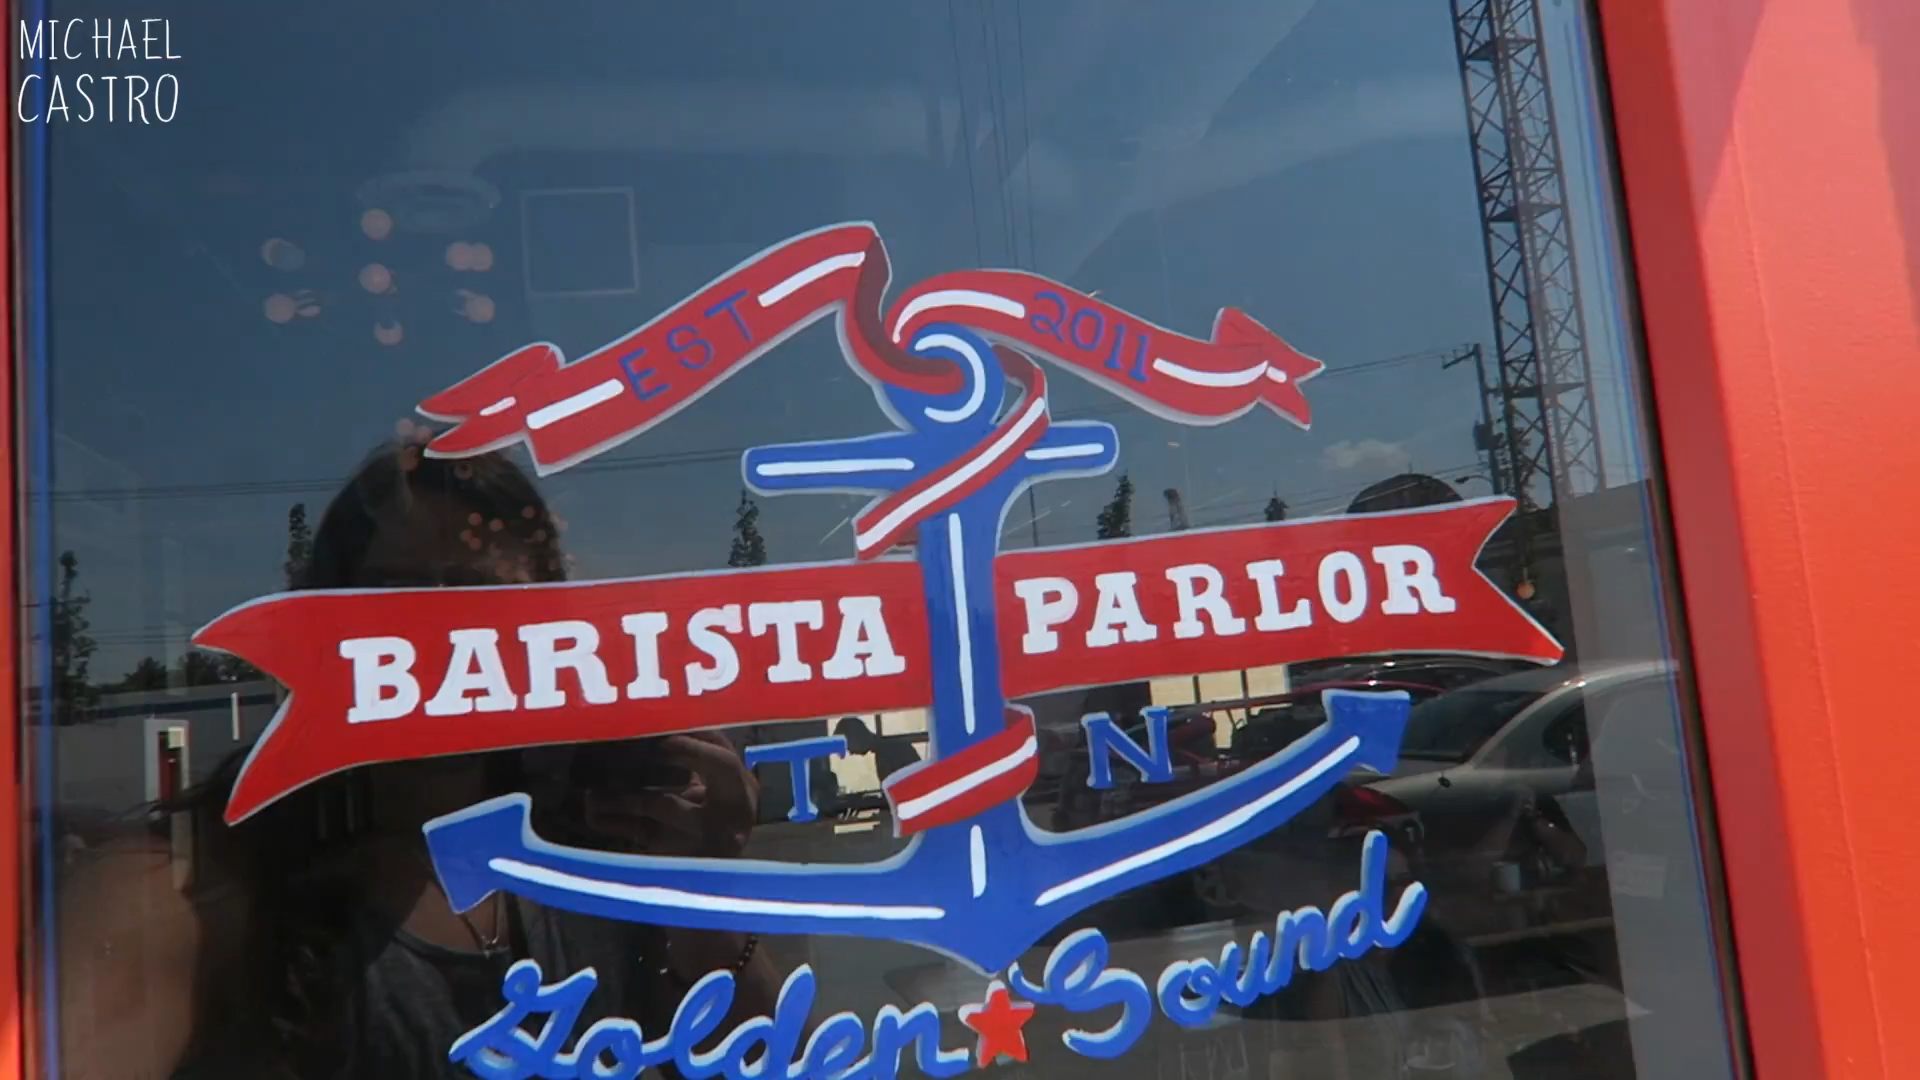 MICHAEL
CASTRO
EST 2011
BARISTA PARLOR
T N
Golden Sound